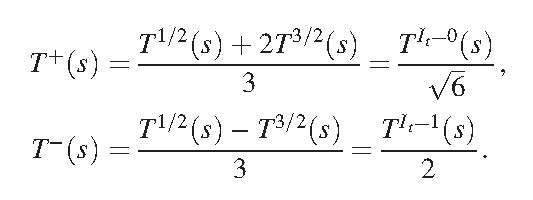 T⁺(s) = (T^{1/2}(s) + 2T^{3/2}(s))/3 = T^{I_t−0}(s)/√6,
T⁻(s) = (T^{1/2}(s) − T^{3/2}(s))/3 = T^{I_t−1}(s)/2.